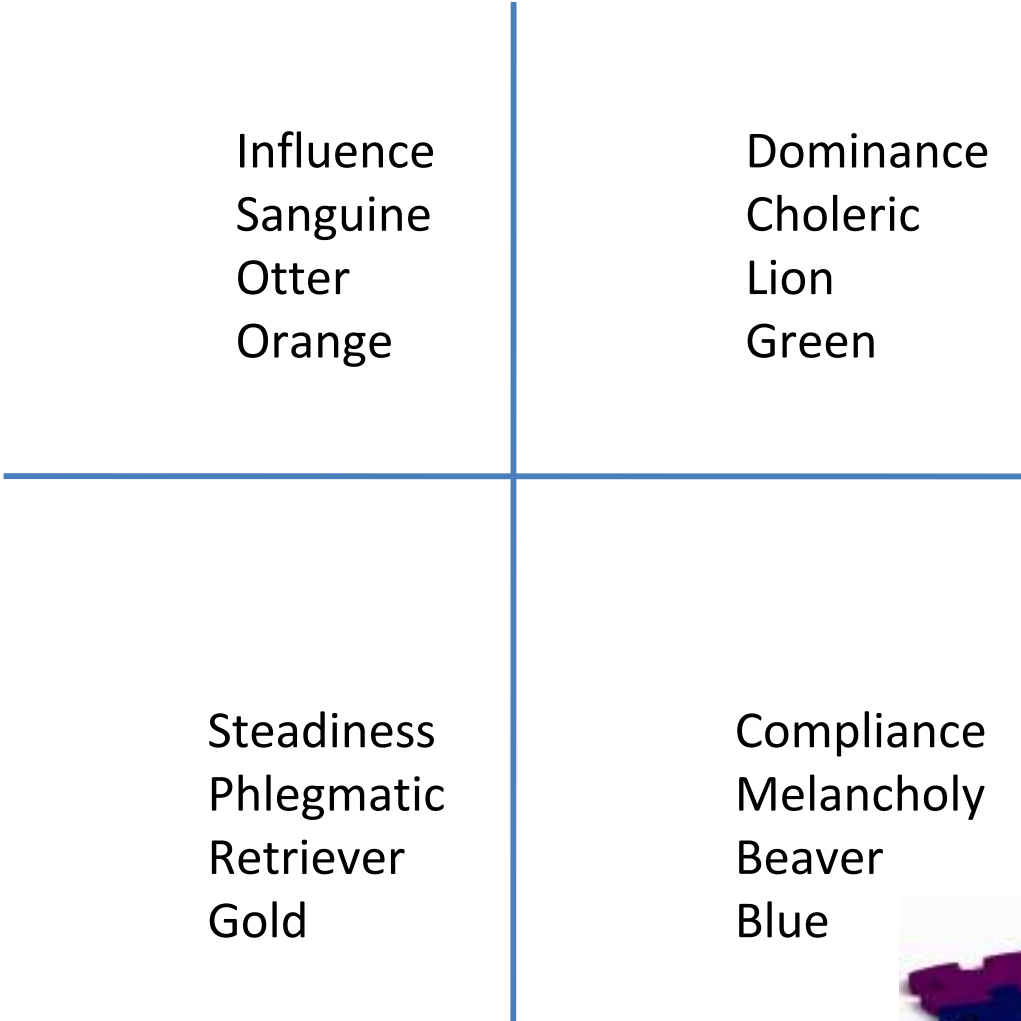 Influence
Sanguine
Otter
Orange
Dominance
Choleric
Lion
Green
Steadiness
Phlegmatic
Retriever
Gold
Compliance
Melancholy
Beaver
Blue